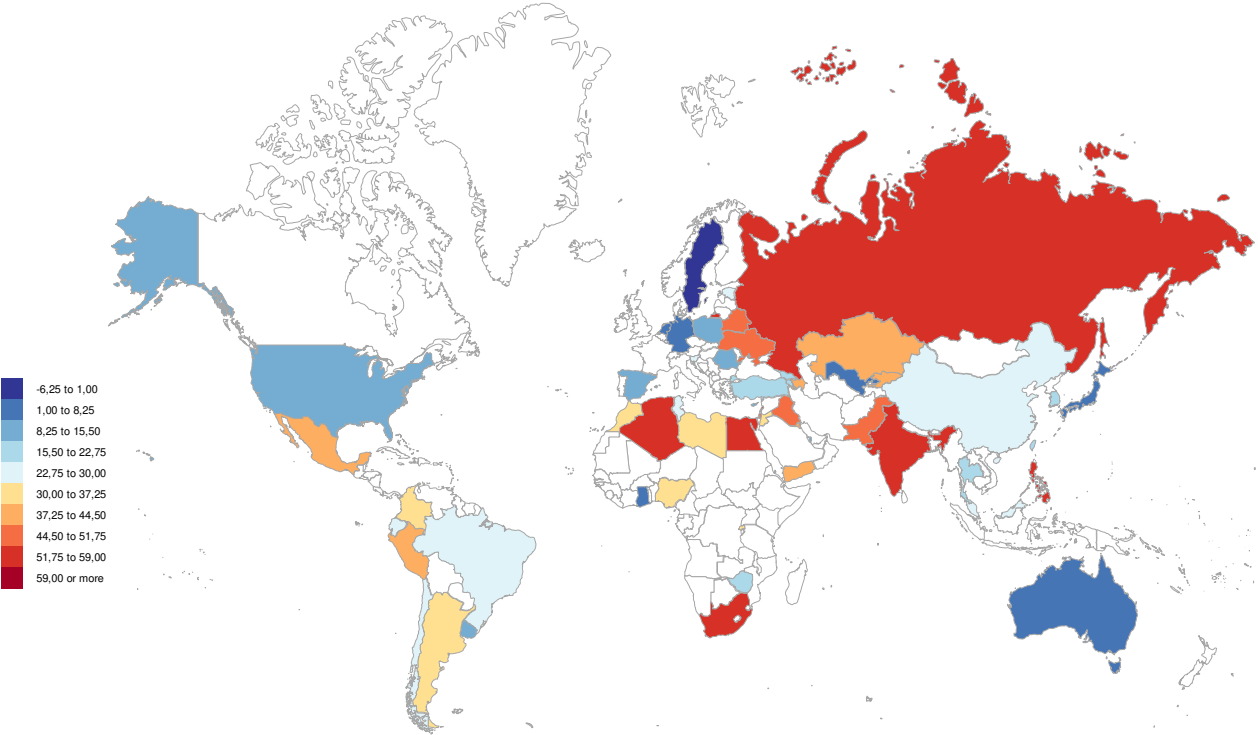 -6,25 to 1,00
1,00 to 8,25
8,25 to 15,50
15,50 to 22,75
22,75 to 30,00
30,00 to 37,25
37,25 to 44,50
44,50 to 51,75
51,75 to 59,00
59,00 or more